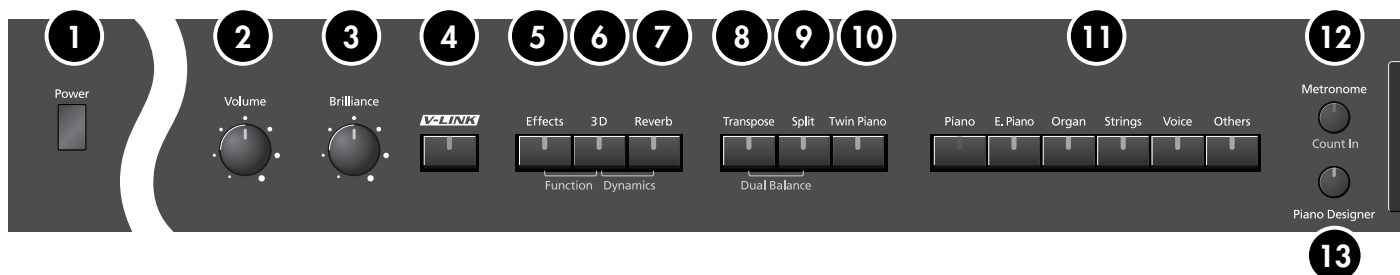 1 2 3 4 5 6 7 8 9 10 11 12
Power
Volume Brilliance V-LINK Effects 3D Reverb Transpose Split Twin Piano Piano E. Piano Organ Strings Voice Others Metronome
Count In
Function Dynamics Dual Balance
Piano Designer
13